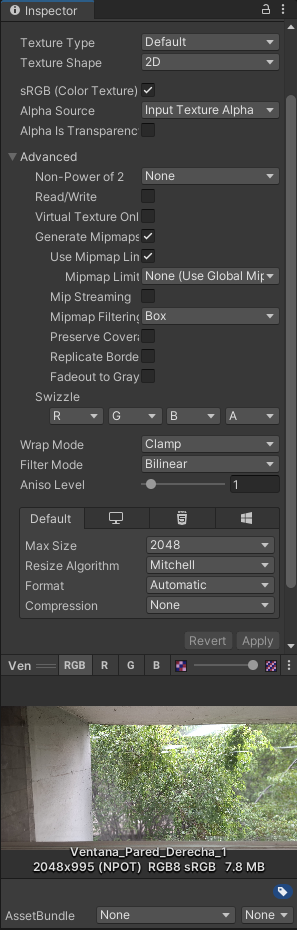 Inspector
Texture Type Default
Texture Shape 2D
sRGB (Color Texture)
Alpha Source Input Texture Alpha
Alpha Is Transparenc
Advanced
Non-Power of 2 None
Read/Write
Virtual Texture Onl
Generate Mipmaps
Use Mipmap Lim
Mipmap Limit None (Use Global Mip
Mip Streaming
Mipmap Filtering Box
Preserve Covera
Replicate Borde
Fadeout to Gray
Swizzle
R G B A
Wrap Mode Clamp
Filter Mode Bilinear
Aniso Level 1
Default
Max Size 2048
Resize Algorithm Mitchell
Format Automatic
Compression None
Revert Apply
Ven RGB R G B
Ventana_Pared_Derecha_1
2048x995 (NPOT) RGB8 sRGB 7.8 MB
AssetBundle None None